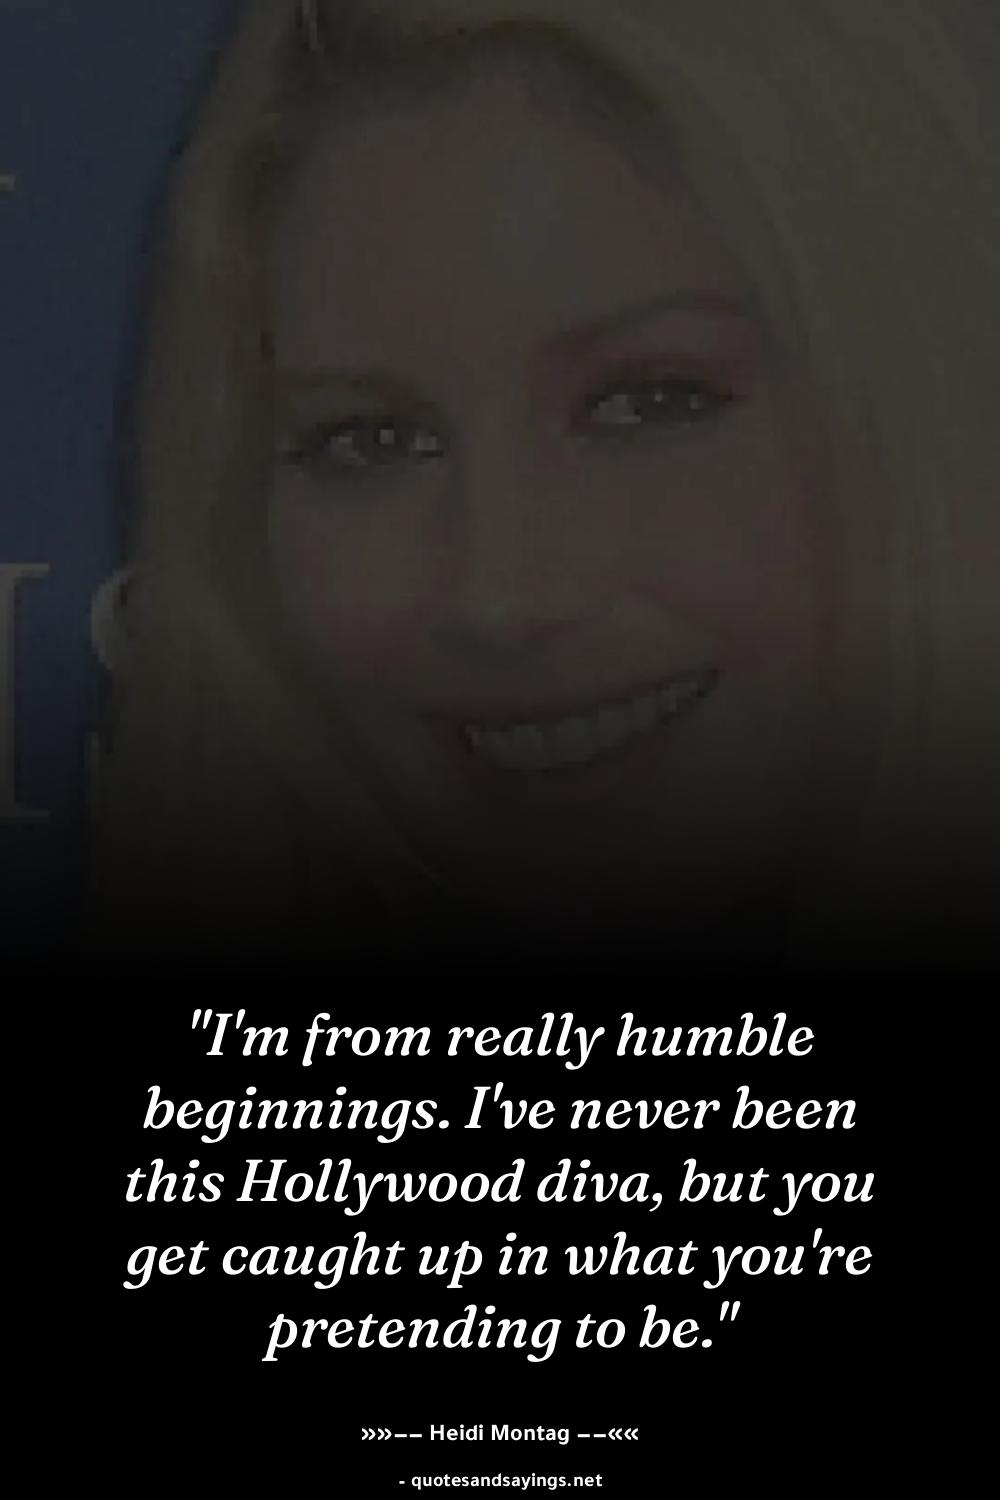 "I'm from really humble
beginnings. I've never been
this Hollywood diva, but you
get caught up in what you're
pretending to be."
»»–– Heidi Montag ––««
- quotesandsayings.net